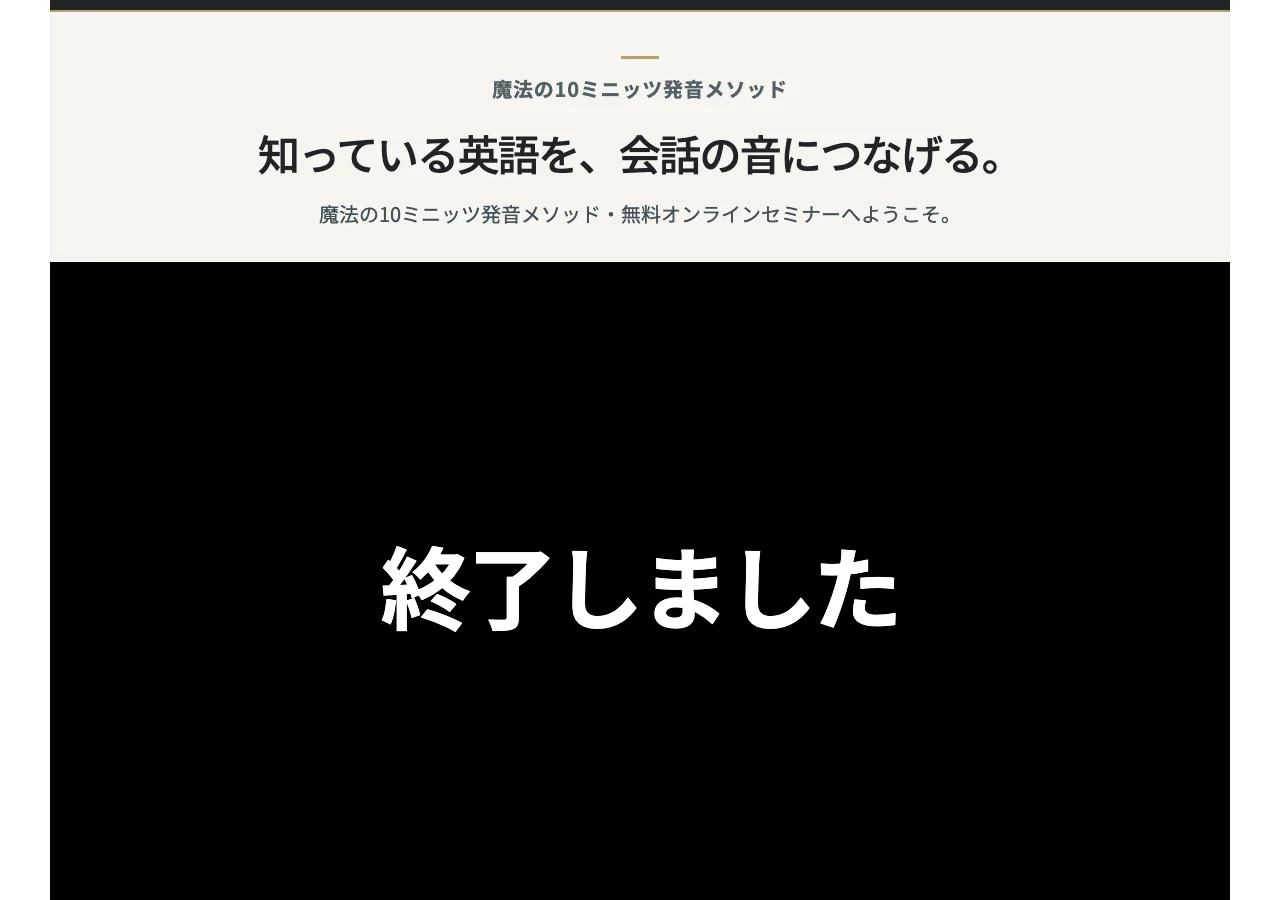 魔法の10ミニッツ発音メソッド
知っている英語を、会話の音につなげる。
魔法の10ミニッツ発音メソッド・無料オンラインセミナーへようこそ。
終了しました